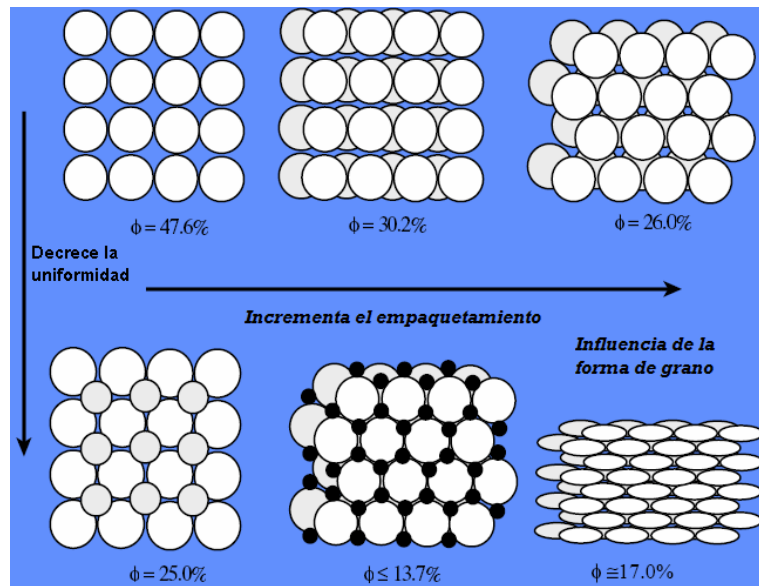 ϕ = 47.6%
ϕ = 30.2%
ϕ = 26.0%
Decrece la
uniformidad
Incrementa el empaquetamiento
Influencia de la
forma de grano
ϕ = 25.0%
ϕ ≤ 13.7%
ϕ ≅17.0%